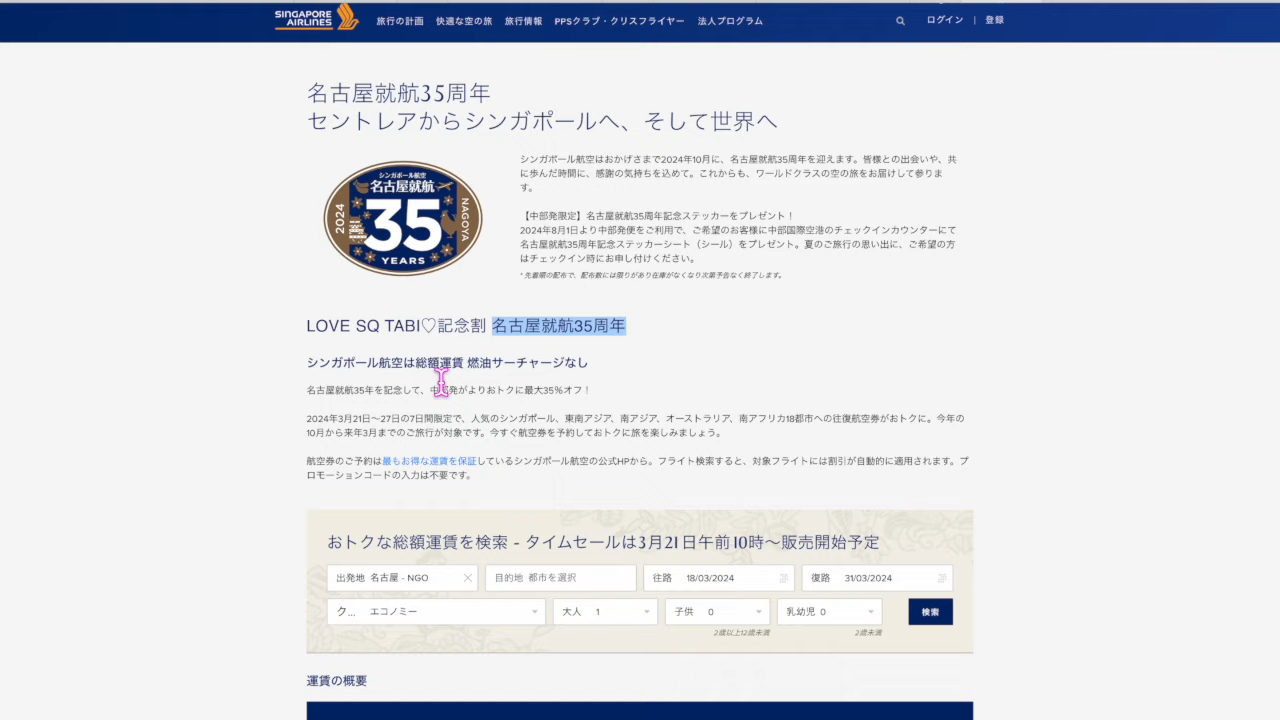 SINGAPORE
AIRLINES
旅行の計画 快適な空の旅 旅行情報 PPSクラブ・クリスフライヤー 法人プログラム
ログイン | 登録
名古屋就航35周年
セントレアからシンガポールへ、そして世界へ
シンガポール航空
名古屋就航
2024
35
NAGOYA
YEARS
シンガポール航空はおかげさまで2024年10月に、名古屋就航35周年を迎えます。皆様との出会いや、共
に歩んだ時間に、感謝の気持ちを込めて。これからも、ワールドクラスの空の旅をお届けして参りま
す。
【中部発限定】名古屋就航35周年記念ステッカーをプレゼント！
2024年8月1日より中部発便をご利用で、ご希望のお客様に中部国際空港のチェックインカウンターにて
名古屋就航35周年記念ステッカーシート（シール）をプレゼント。夏のご旅行の思い出に、ご希望の方
はチェックイン時にお申し付けください。
* 先着順の配布で、配布数には限りがあり在庫がなくなり次第予告なく終了します。
LOVE SQ TABI♡記念割 名古屋就航35周年
シンガポール航空は総額運賃 燃油サーチャージなし
名古屋就航35年を記念して、中部発がよりおトクに最大35%オフ！
2024年3月21日〜27日の7日間限定で、人気のシンガポール、東南アジア、南アジア、オーストラリア、南アフリカ18都市への往復航空券がおトクに。今年の
10月から来年3月までのご旅行が対象です。今すぐ航空券を予約しておトクに旅を楽しみましょう。
航空券のご予約は最もお得な運賃を保証しているシンガポール航空の公式HPから。フライト検索すると、対象フライトには割引が自動的に適用されます。プ
ロモーションコードの入力は不要です。
おトクな総額運賃を検索 - タイムセールは3月21日午前10時〜販売開始予定
出発地 名古屋 - NGO 目的地 都市を選択 往路 18/03/2024 復路 31/03/2024
ク... エコノミー 大人 1 子供 0 乳幼児 0 検索
2歳以上12歳未満 2歳未満
運賃の概要